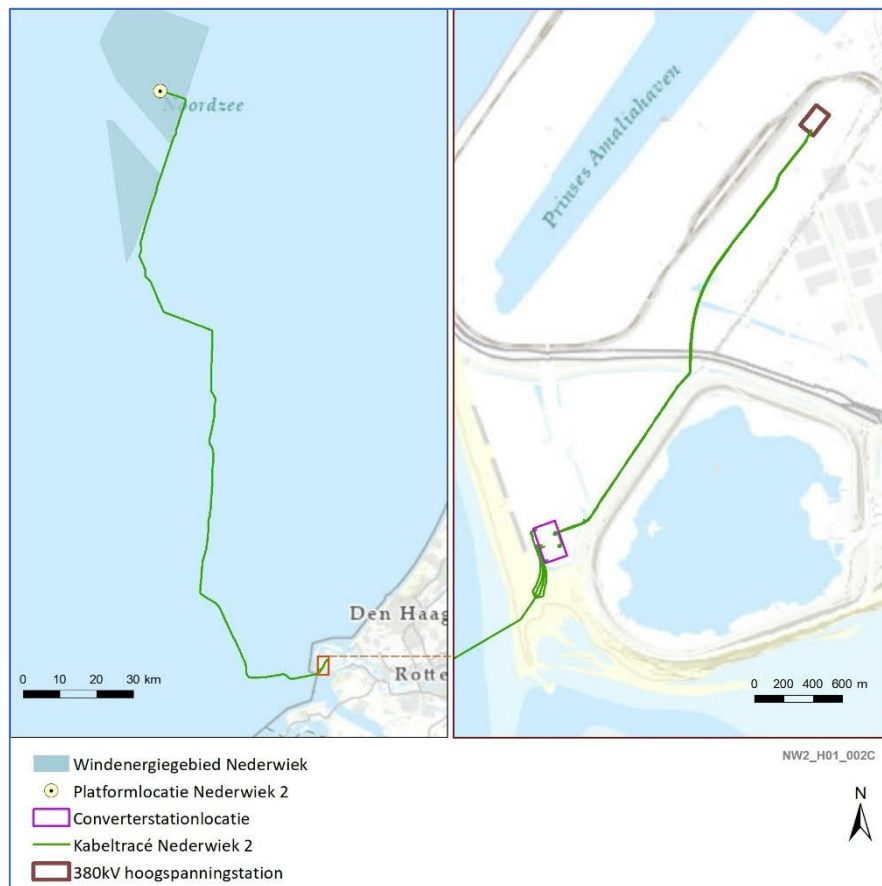 Noordzee
Prinses Amaliahaven
Den Haag
Rotte
0 10 20 30 km
0 200 400 600 m
NW2_H01_002C
Windenergiegebied Nederwiek
Platformlocatie Nederwiek 2
Converterstationlocatie
Kabeltracé Nederwiek 2
380kV hoogspanningstation
N